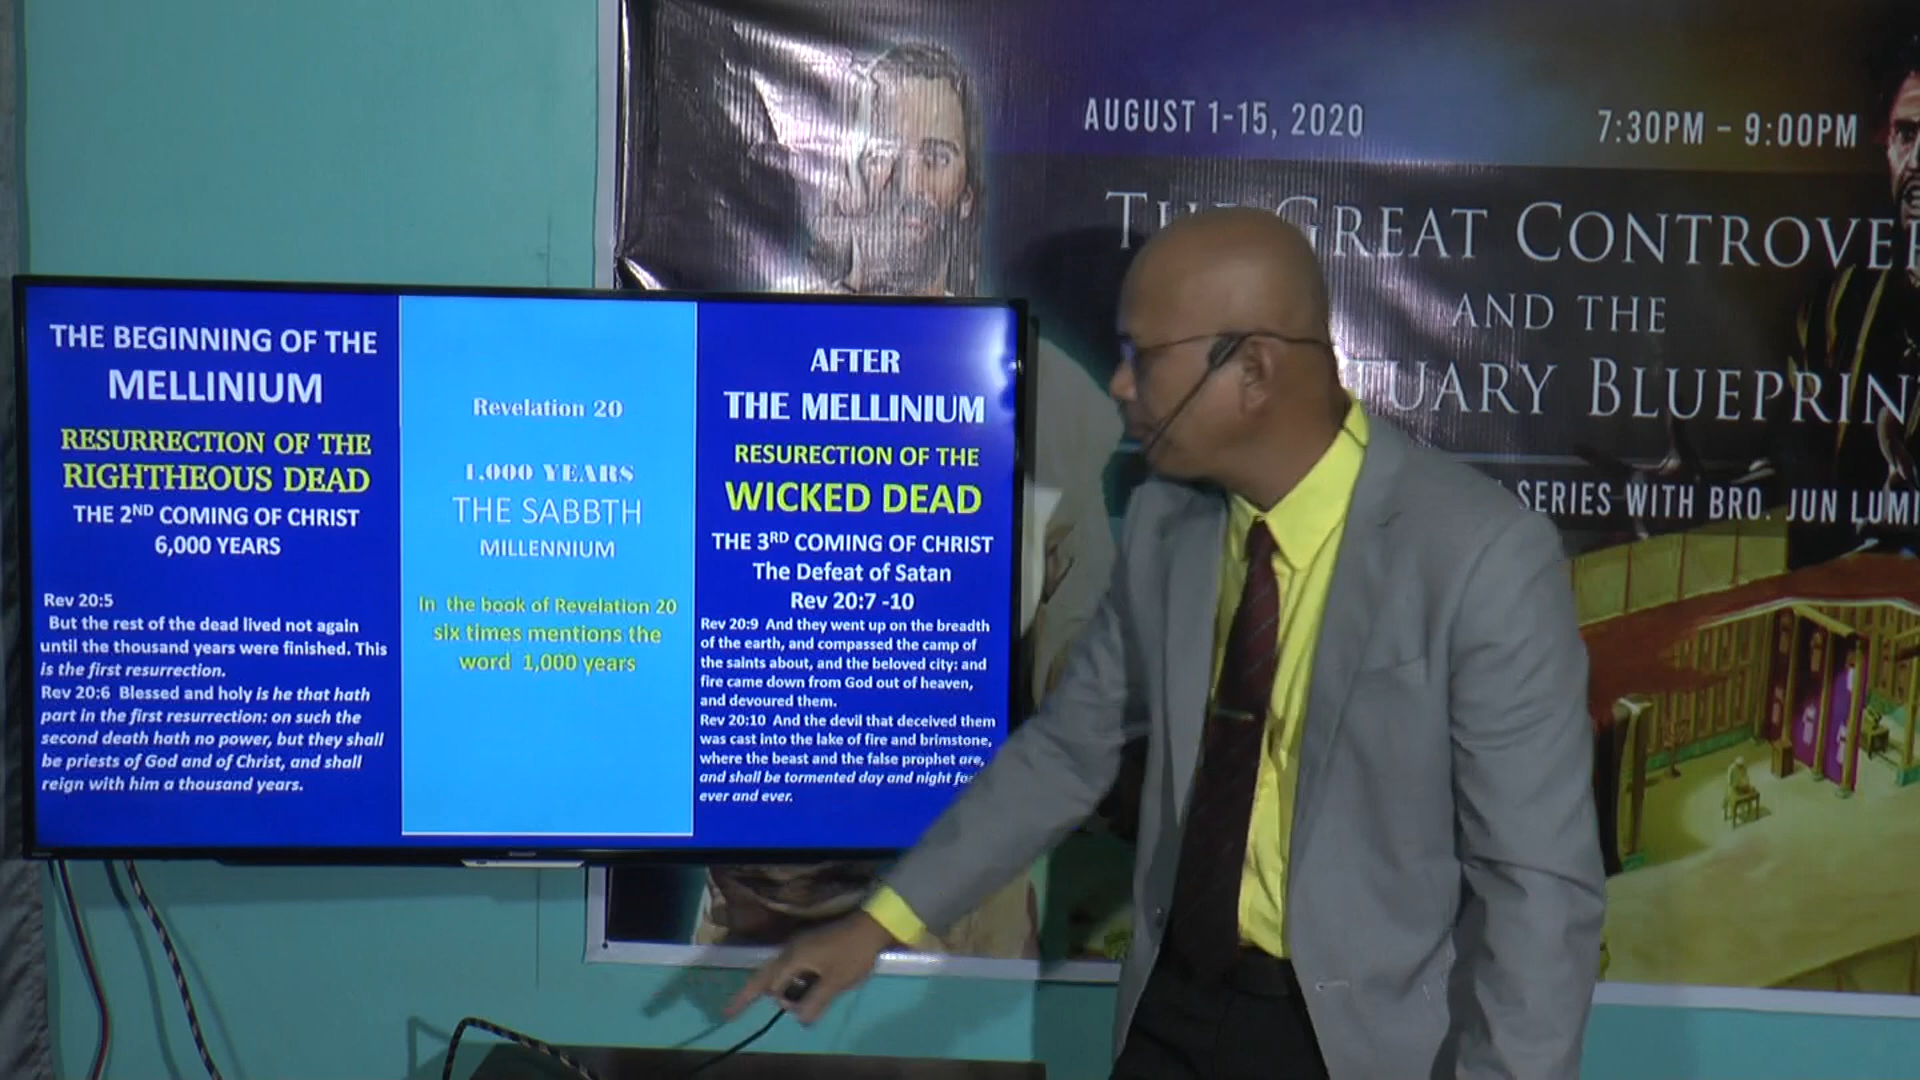 AUGUST 1-15, 2020
7:30PM – 9:00PM
GREAT
AND THE
BLUEPRIN
SERIES WITH BRO. JUN
THE BEGINNING OF THE
MELLINIUM
RESURRECTION OF THE
RIGHTHEOUS DEAD
THE 2ND COMING OF CHRIST
6,000 YEARS
Rev 20:5
But the rest of the dead lived not again
until the thousand years were finished. This
is the first resurrection.
Rev 20:6 Blessed and holy is he that hath
part in the first resurrection: on such the
second death hath no power, but they shall
be priests of God and of Christ, and shall
reign with him a thousand years.
Revelation 20
1,000 YEARS
THE SABBTH
MILLENNIUM
In the book of Revelation 20
six times mentions the
word 1,000 years
AFTER
THE MELLINIUM
RESURECTION OF THE
WICKED DEAD
THE 3RD COMING OF CHRIST
The Defeat of Satan
Rev 20:7 -10
Rev 20:9 And they went up on the breadth
of the earth, and compassed the camp of
the saints about, and the beloved city: and
fire came down from God out of heaven,
and devoured them.
Rev 20:10 And the devil that deceived them
was cast into the lake of fire and brimstone,
where the beast and the false prophet are,
and shall be tormented day and night
ever and ever.